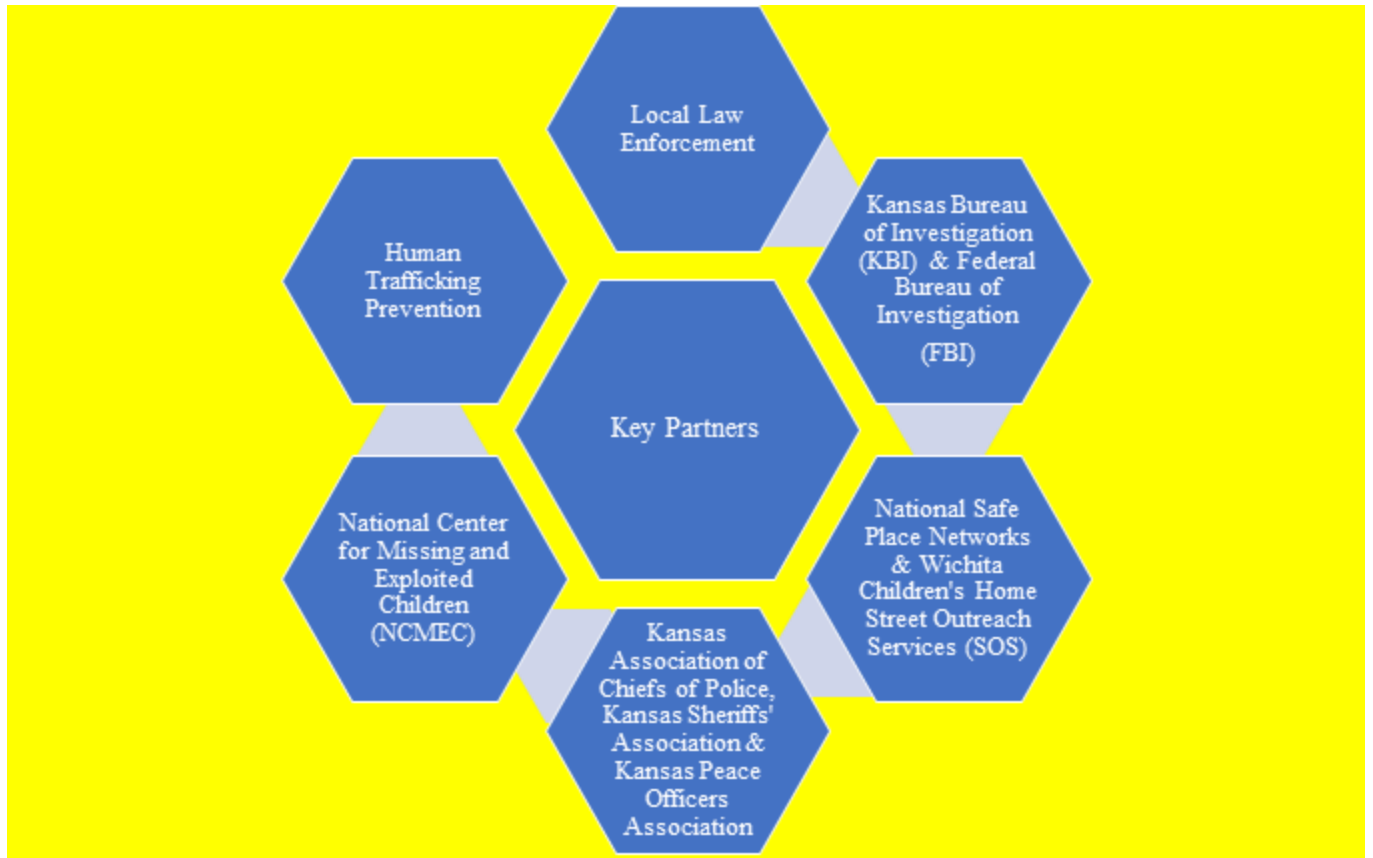 Local Law
Enforcement
Kansas Bureau
of Investigation
(KBI) & Federal
Bureau of
Investigation
(FBI)
National Safe
Place Networks
& Wichita
Children's Home
Street Outreach
Services (SOS)
Kansas
Association of
Chiefs of Police,
Kansas Sheriffs'
Association &
Kansas Peace
Officers
Association
National Center
for Missing and
Exploited
Children
(NCMEC)
Human
Trafficking
Prevention
Key Partners